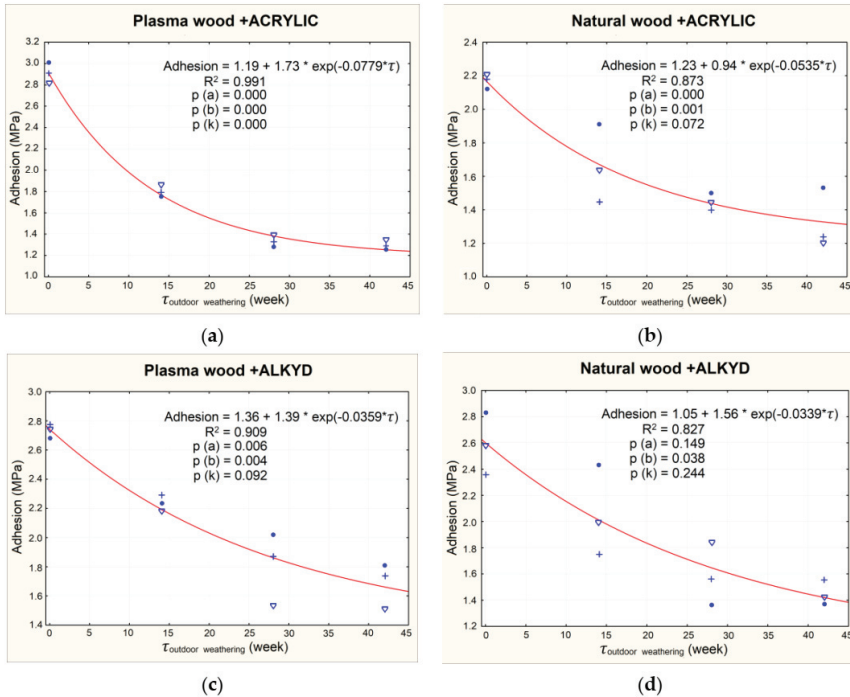 Plasma wood +ACRYLIC
3.2
3.0
2.8
2.6
2.4
2.2
2.0
1.8
1.6
1.4
1.2
1.0
Adhesion (MPa)
Adhesion = 1.19 + 1.73 * exp(-0.0779*τ)
R² = 0.991
p (a) = 0.000
p (b) = 0.000
p (k) = 0.000
0 5 10 15 20 25 30 35 40 45
τ outdoor weathering (week)
(a)
Natural wood +ACRYLIC
2.4
2.2
2.0
1.8
1.6
1.4
1.2
1.0
Adhesion (MPa)
Adhesion = 1.23 + 0.94 * exp(-0.0535*τ)
R² = 0.873
p (a) = 0.000
p (b) = 0.001
p (k) = 0.072
0 5 10 15 20 25 30 35 40 45
τ outdoor weathering (week)
(b)
Plasma wood +ALKYD
3.0
2.8
2.6
2.4
2.2
2.0
1.8
1.6
1.4
Adhesion (MPa)
Adhesion = 1.36 + 1.39 * exp(-0.0359*τ)
R² = 0.909
p (a) = 0.006
p (b) = 0.004
p (k) = 0.092
0 5 10 15 20 25 30 35 40 45
τ outdoor weathering (week)
(c)
Natural wood +ALKYD
3.0
2.8
2.6
2.4
2.2
2.0
1.8
1.6
1.4
1.2
Adhesion (MPa)
Adhesion = 1.05 + 1.56 * exp(-0.0339*τ)
R² = 0.827
p (a) = 0.149
p (b) = 0.038
p (k) = 0.244
0 5 10 15 20 25 30 35 40 45
τ outdoor weathering (week)
(d)